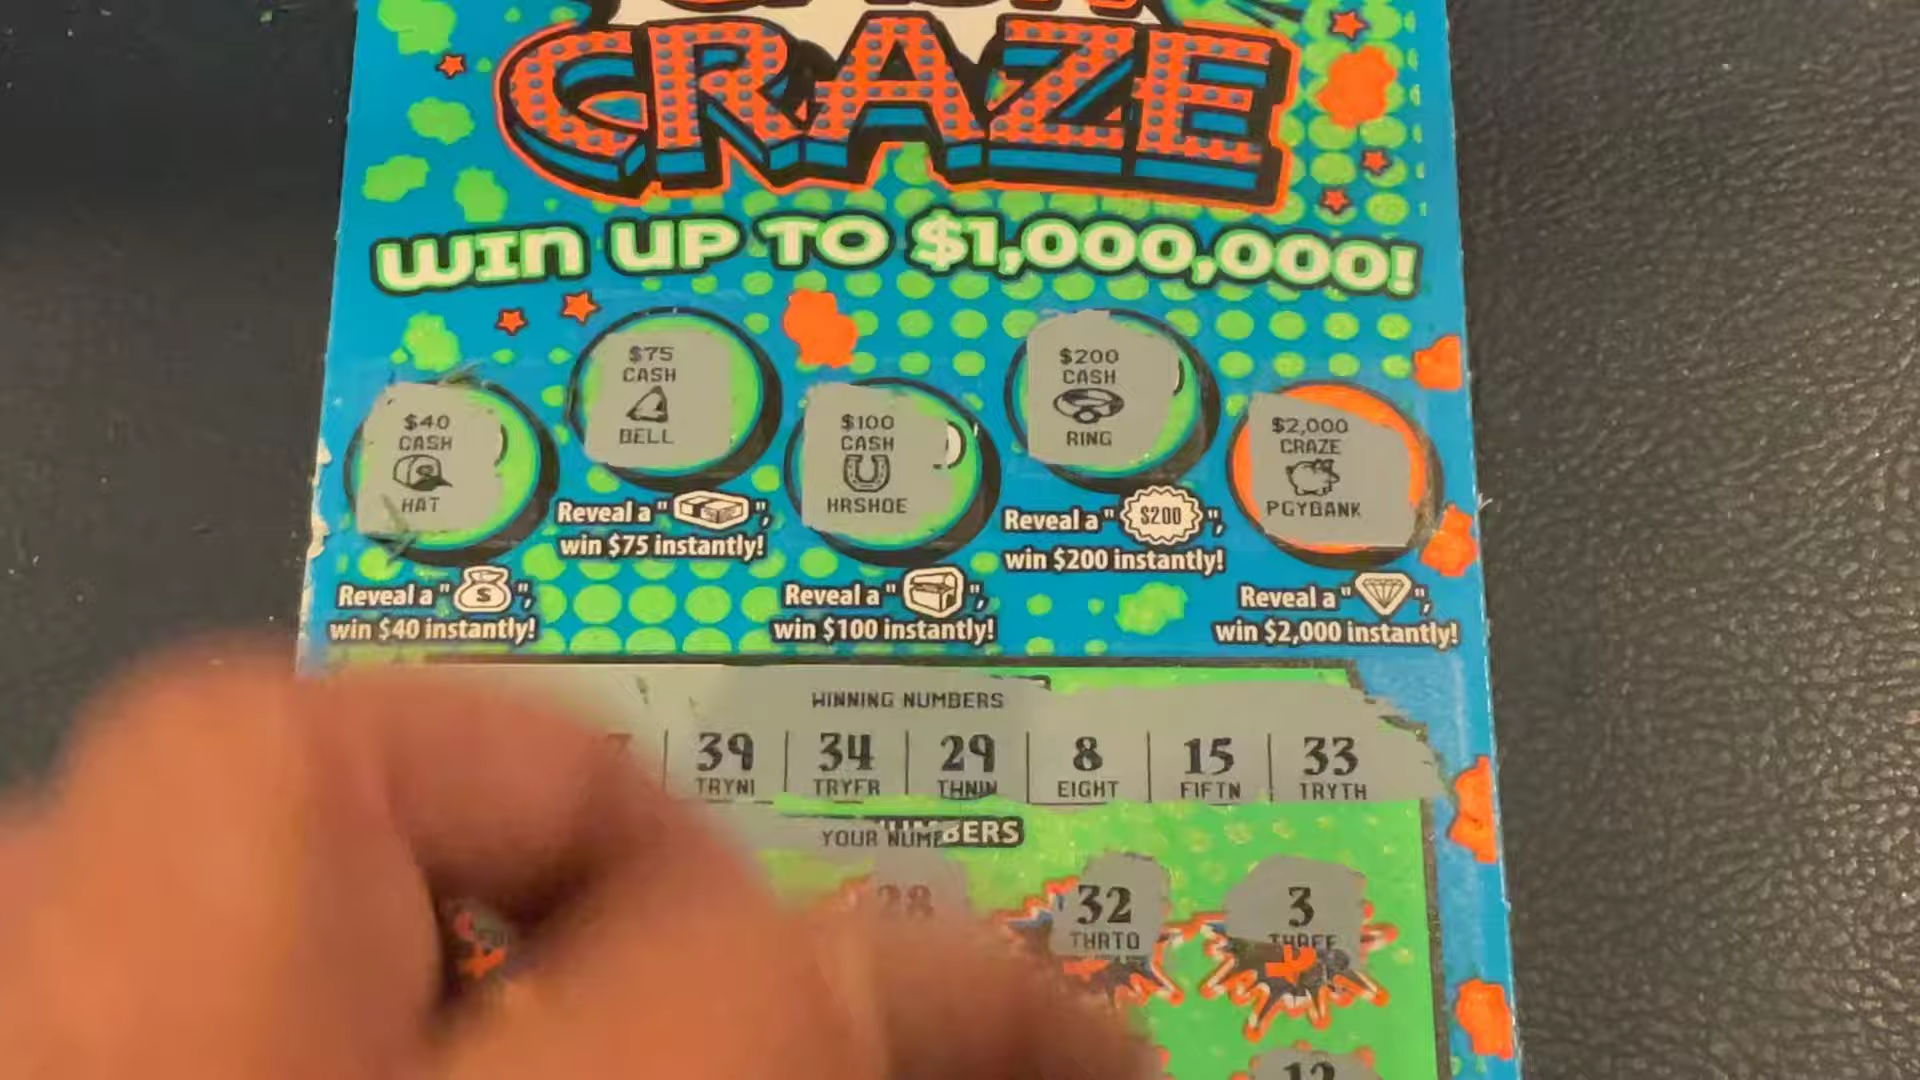 CRAZE
WIN UP TO $1,000,000!
$75
CASH
BELL
$200
CASH
RING
$40
CASH
HAT
$100
CASH
HRSHOE
$2,000
CRAZE
PGYBANK
Reveal a " ",
win $75 instantly!
Reveal a "$200",
win $200 instantly!
Reveal a "$",
win $40 instantly!
Reveal a " ",
win $100 instantly!
Reveal a " ",
win $2,000 instantly!
WINNING NUMBERS
39 34 29 8 15 33
TRYNI TRYFR THNIN EIGHT FIFTN TRYTH
YOUR NUMBERS
28 32 3
THRTO THREE
12